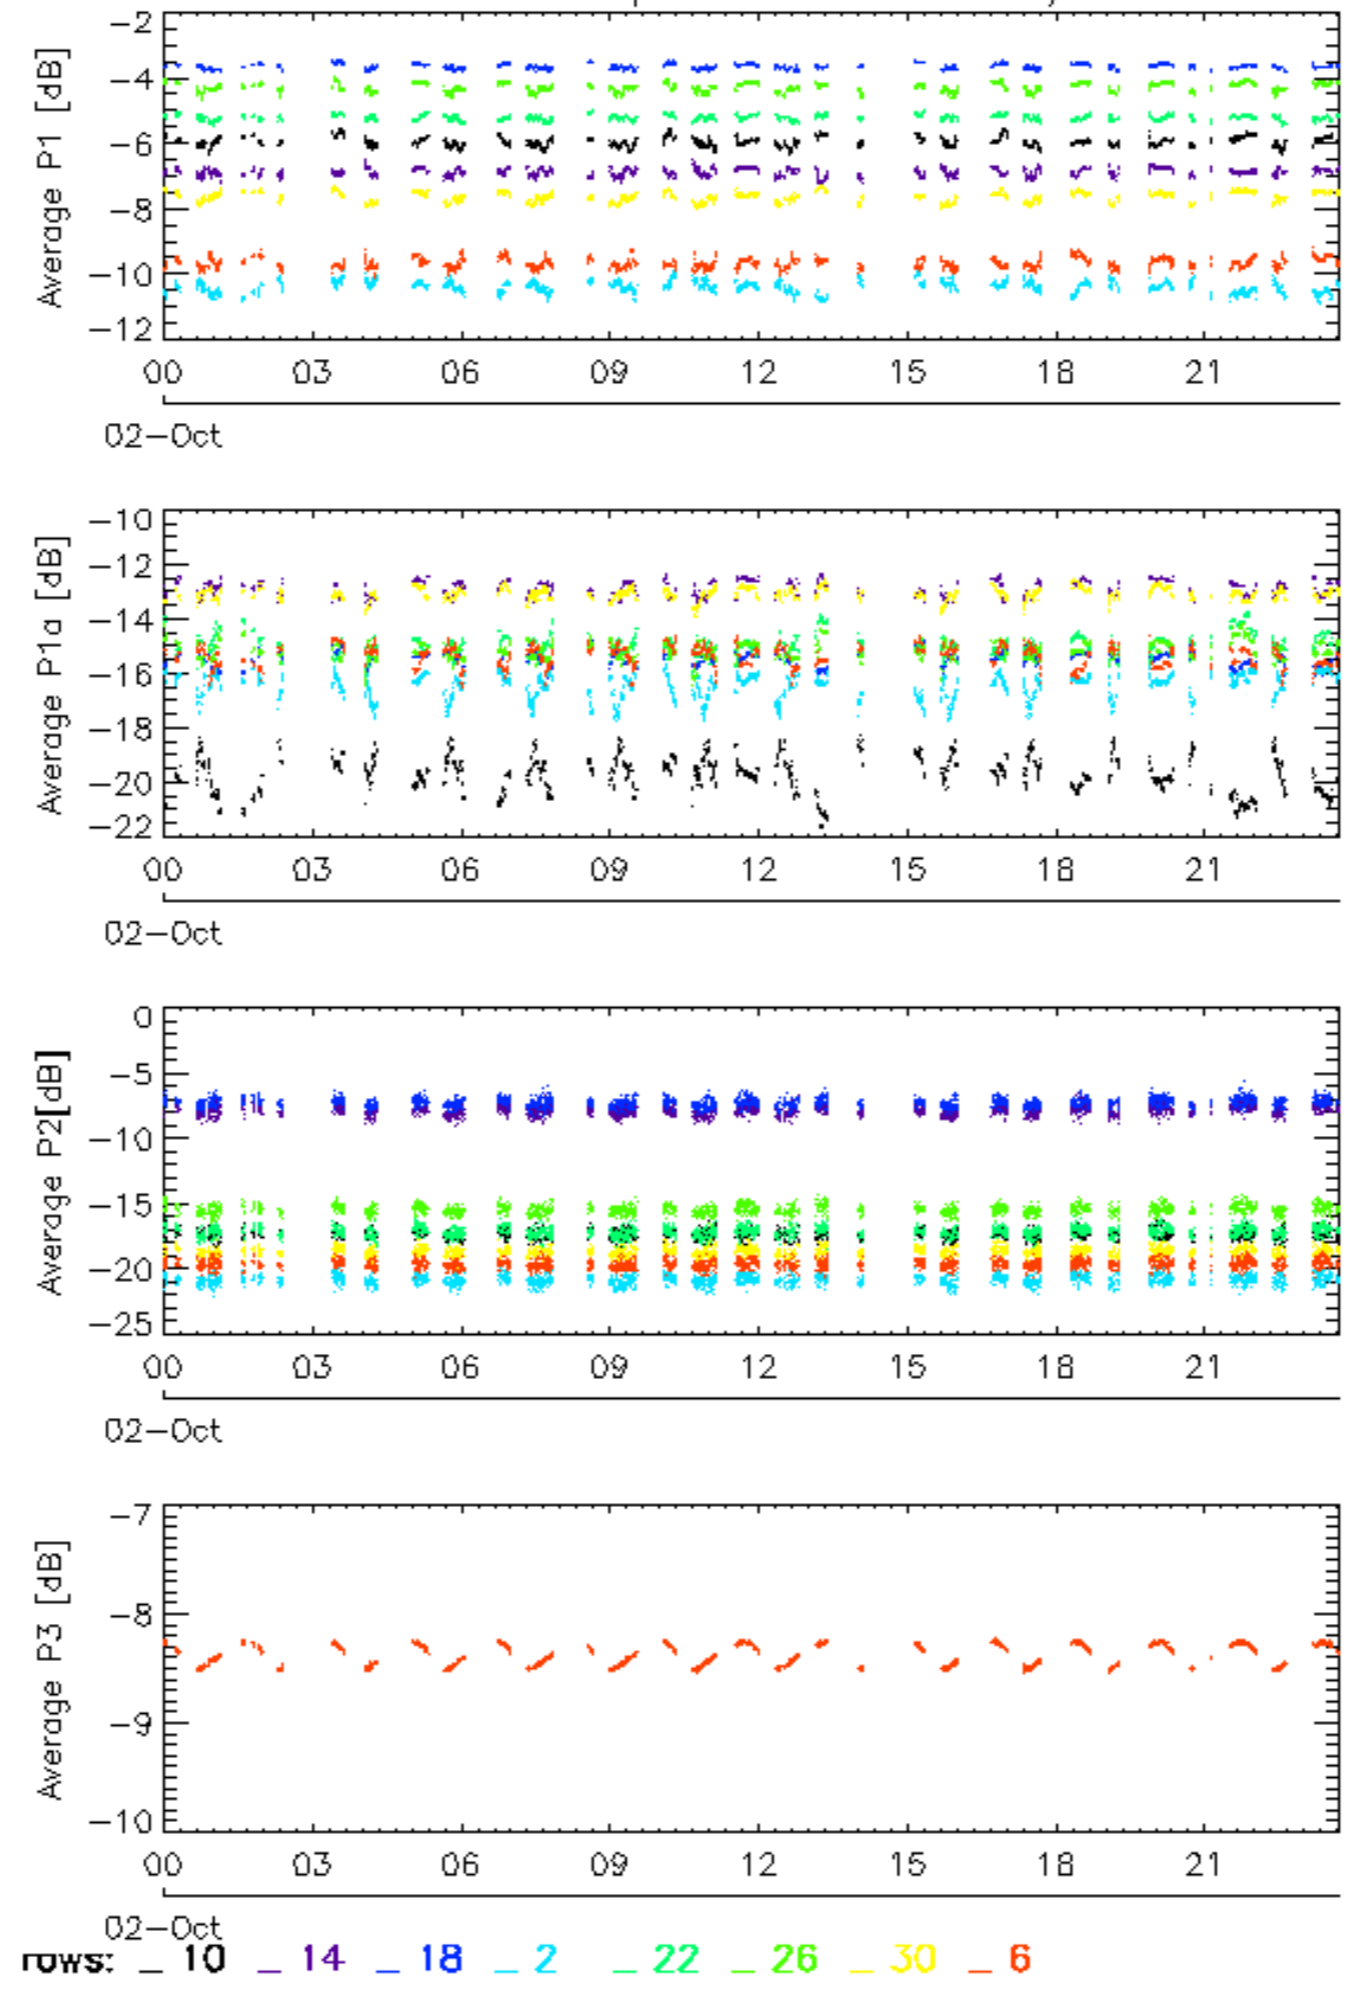 Average P1 [dB]
−2
−4
−6
−8
−10
−12
00 03 06 09 12 15 18 21
02−Oct
Average P1a [dB]
−10
−12
−14
−16
−18
−20
−22
00 03 06 09 12 15 18 21
02−Oct
Average P2[dB]
0
−5
−10
−15
−20
−25
00 03 06 09 12 15 18 21
02−Oct
Average P3 [dB]
−7
−8
−9
−10
00 03 06 09 12 15 18 21
02−Oct
rows: _ 10 _ 14 _ 18 _ 2 _ 22 _ 26 _ 30 _ 6